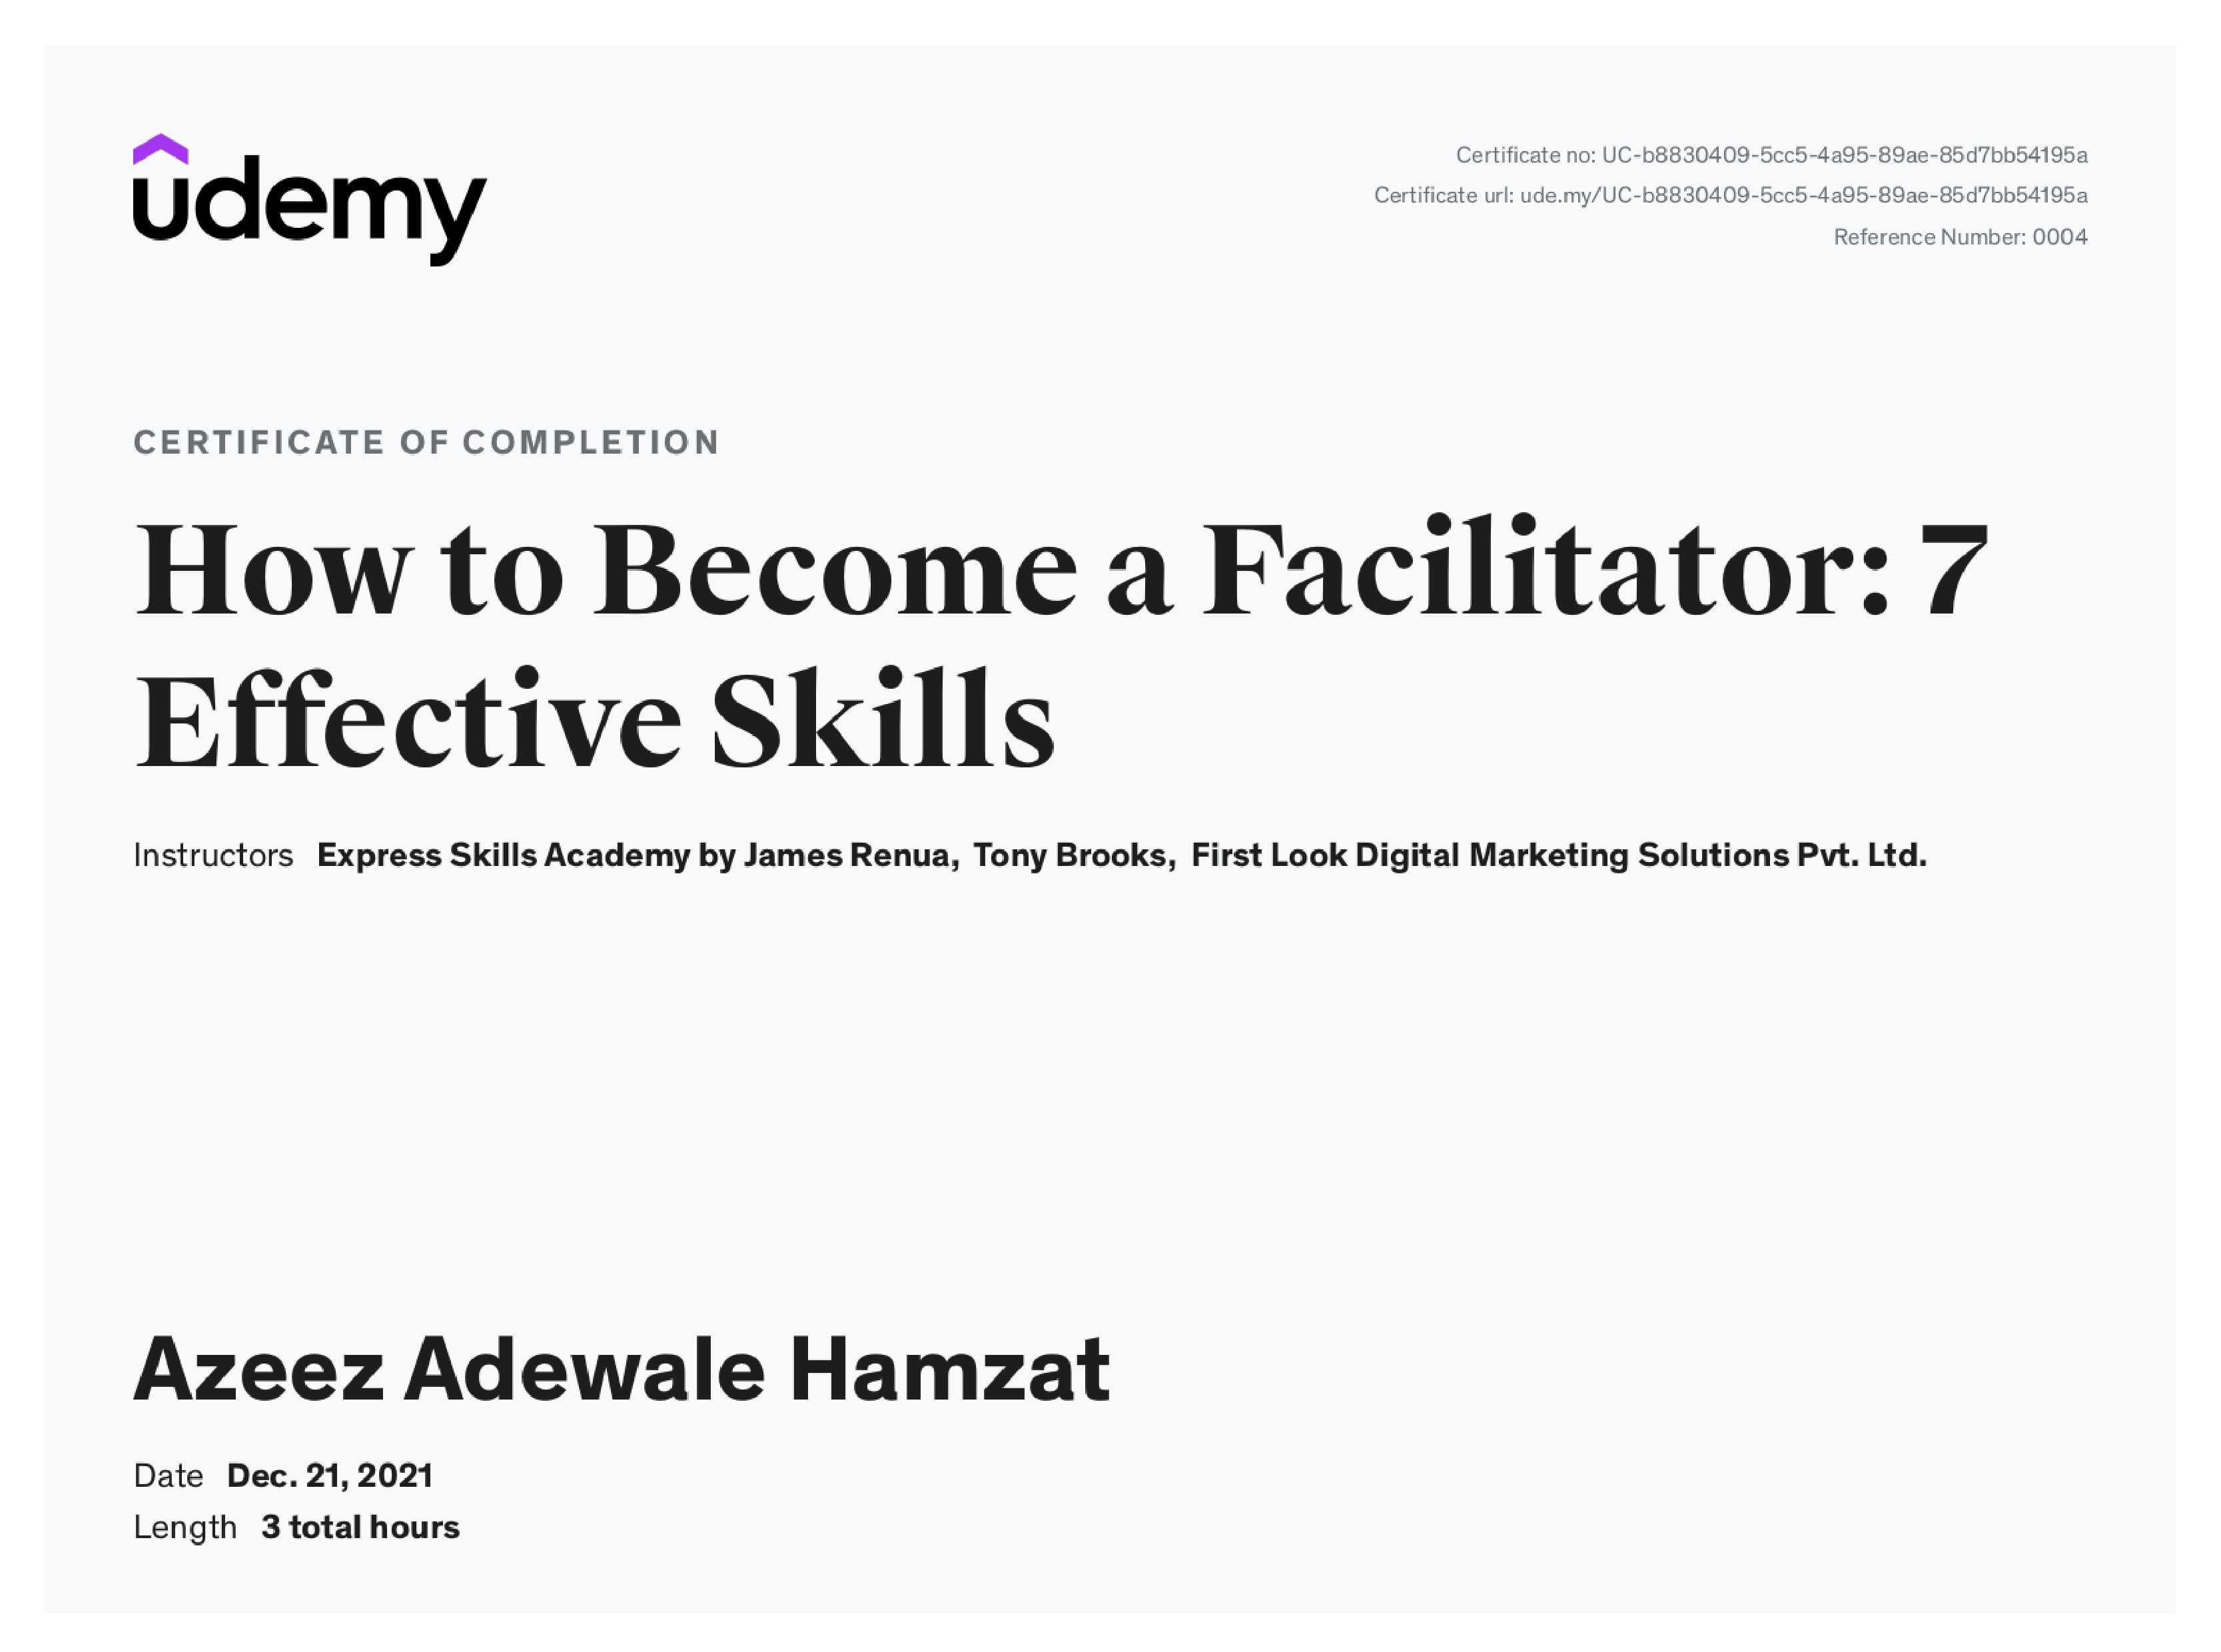 udemy
Certificate no: UC-b8830409-5cc5-4a95-89ae-85d7bb54195a
Certificate url: ude.my/UC-b8830409-5cc5-4a95-89ae-85d7bb54195a
Reference Number: 0004
CERTIFICATE OF COMPLETION
How to Become a Facilitator: 7
Effective Skills
Instructors Express Skills Academy by James Renua, Tony Brooks, First Look Digital Marketing Solutions Pvt. Ltd.
Azeez Adewale Hamzat
Date Dec. 21, 2021
Length 3 total hours